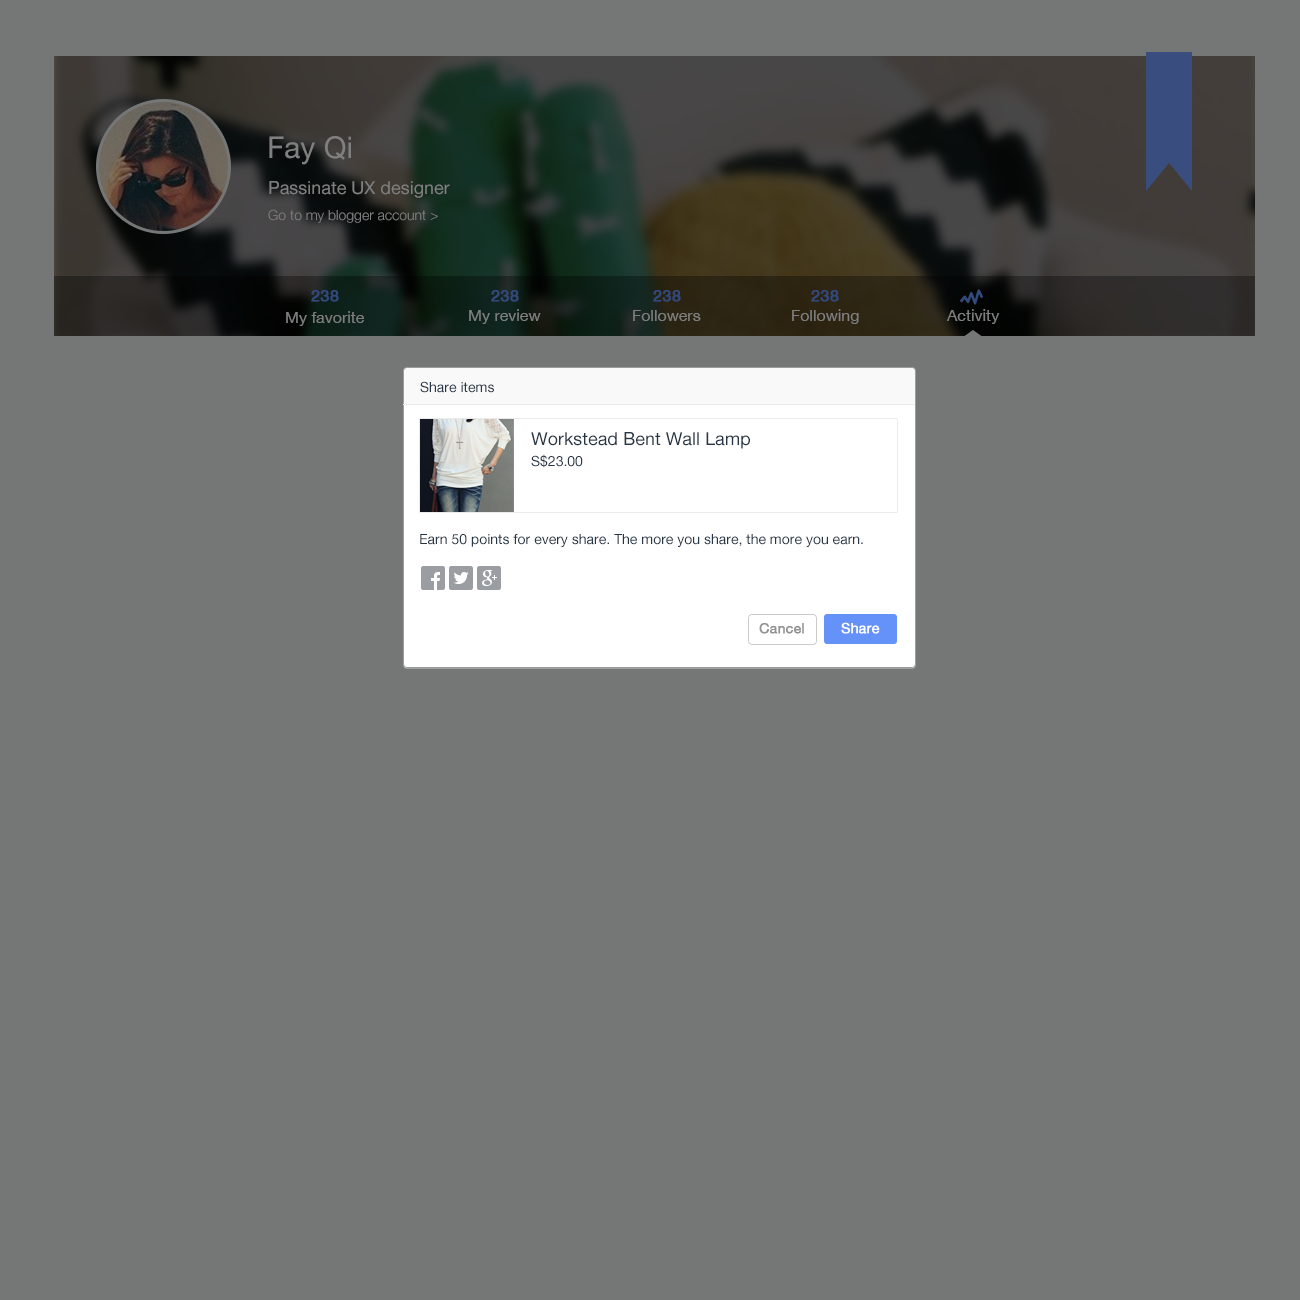 Fay Qi
Passinate UX designer
Go to my blogger account >
238
My favorite
238
My review
238
Followers
238
Following
Activity
Share items
Workstead Bent Wall Lamp
S$23.00
Earn 50 points for every share. The more you share, the more you earn.
Cancel
Share